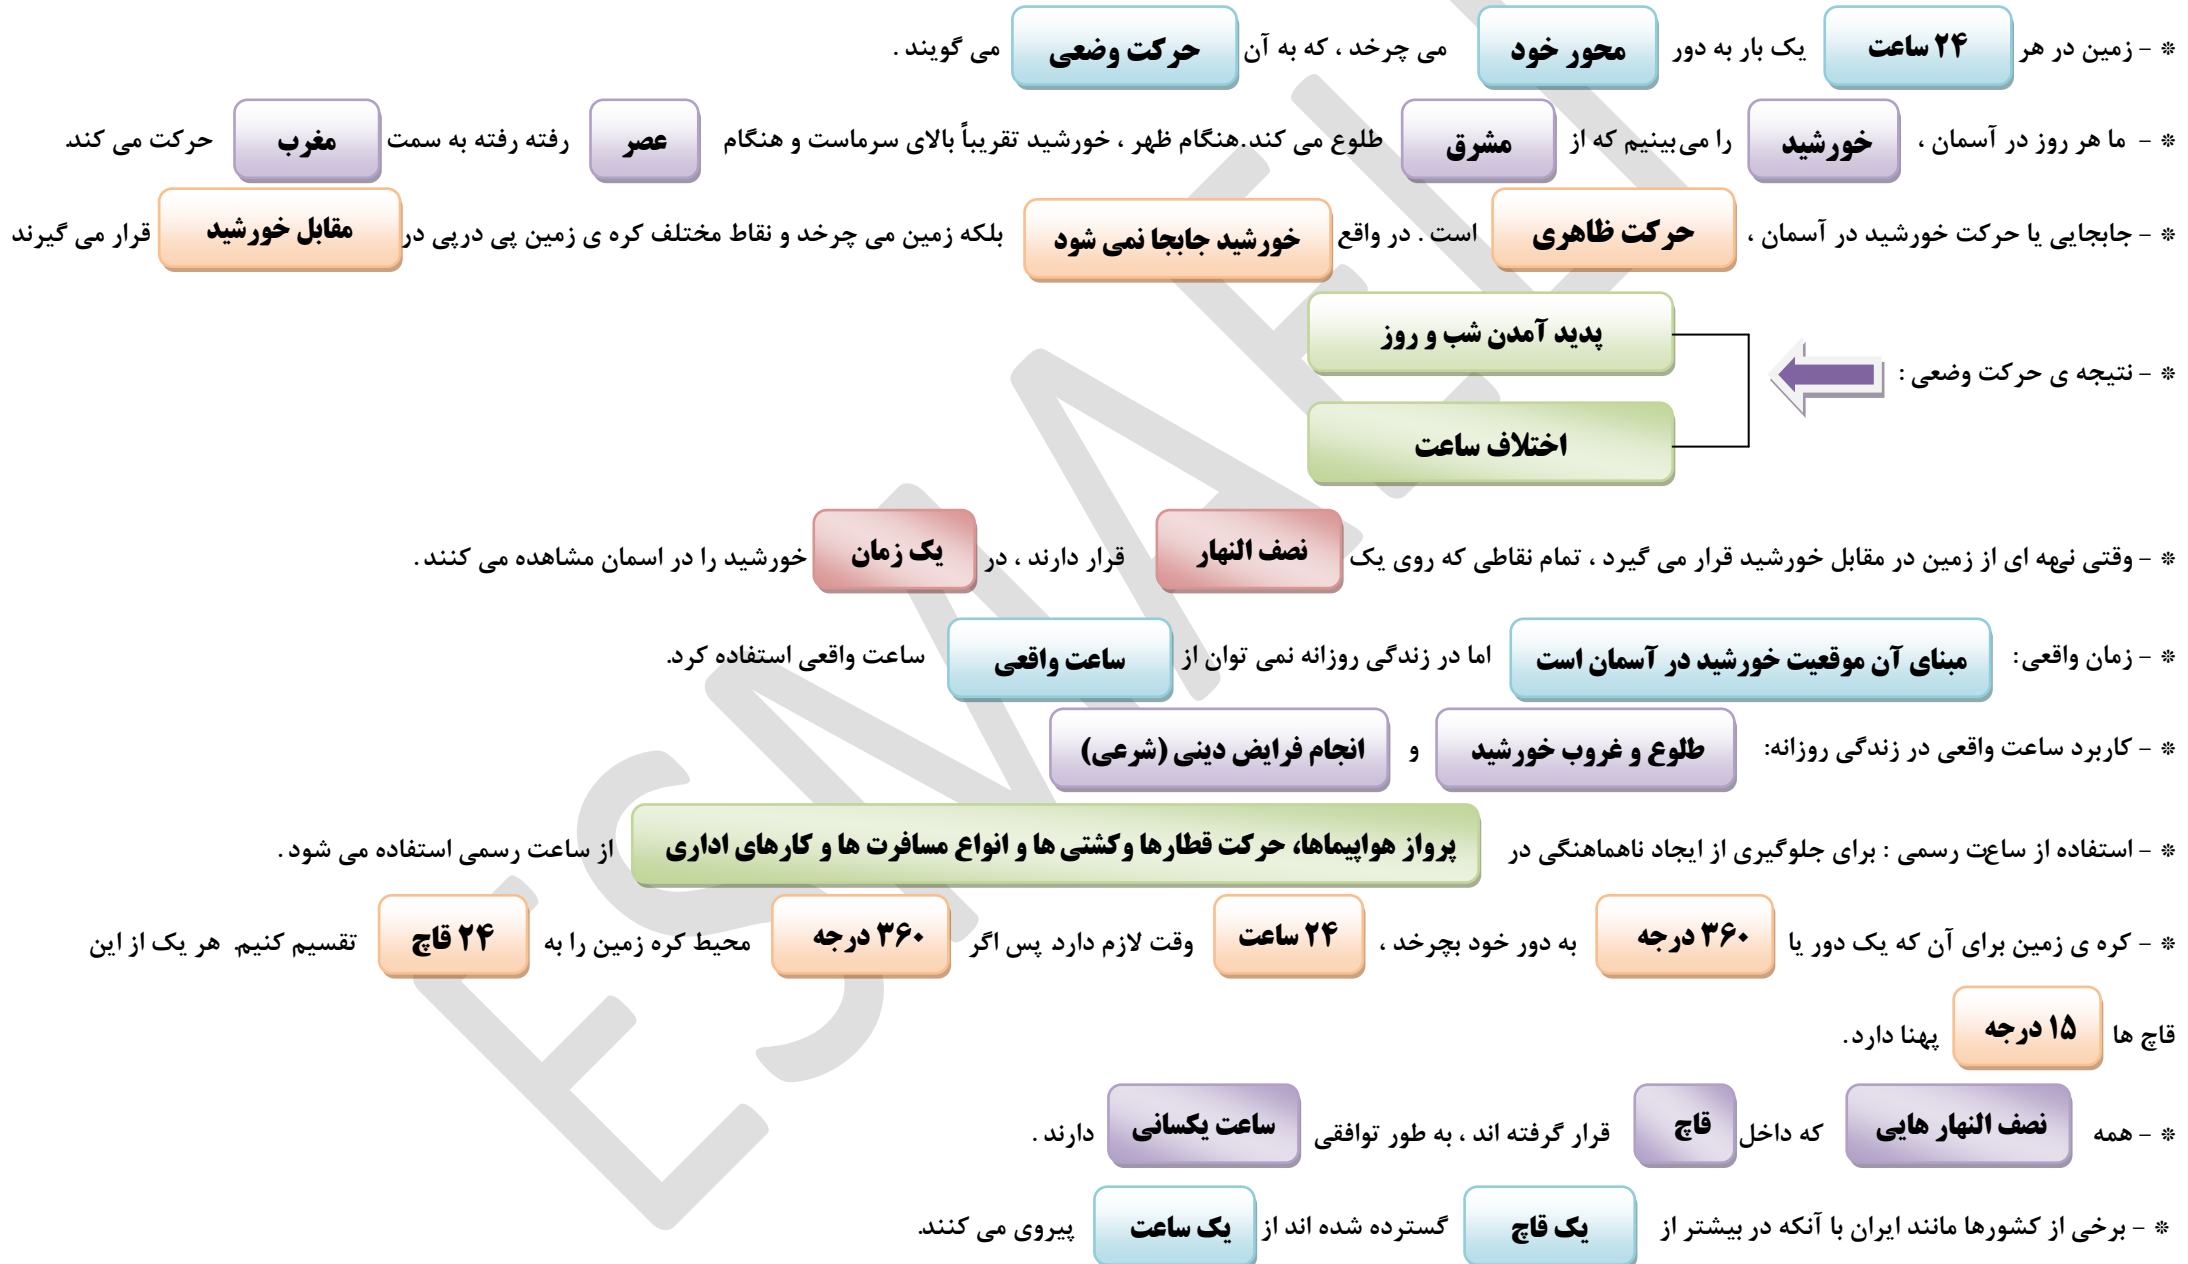 * - زمین در هر ۲۴ ساعت یک بار به دور محور خود می چرخد ، که به آن حرکت وضعی می گویند .
* - ما هر روز در آسمان ، خورشید را می‌بینیم که از مشرق طلوع می کند.هنگام ظهر ، خورشید تقریباً بالای سرماست و هنگام عصر رفته رفته به سمت مغرب حرکت می کند.
* - جابجایی یا حرکت خورشید در آسمان ، حرکت ظاهری است . در واقع خورشید جابجا نمی شود بلکه زمین می چرخد و نقاط مختلف کره ی زمین پی درپی در مقابل خورشید قرار می گیرند
پدید آمدن شب و روز
* - نتیجه ی حرکت وضعی :
اختلاف ساعت
* - وقتی نیهه ای از زمین در مقابل خورشید قرار می گیرد ، تمام نقاطی که روی یک نصف النهار قرار دارند ، در یک زمان خورشید را در اسمان مشاهده می کنند .
* - زمان واقعی: مبنای آن موقعیت خورشید در آسمان است اما در زندگی روزانه نمی توان از ساعت واقعی ساعت واقعی استفاده کرد.
* - کاربرد ساعت واقعی در زندگی روزانه: طلوع و غروب خورشید و انجام فرایض دینی (شرعی)
* - استفاده از ساعت رسمی : برای جلوگیری از ایجاد ناهماهنگی در پرواز هواپیماها، حرکت قطارها وکشتی ها و انواع مسافرت ها و کارهای اداری از ساعت رسمی استفاده می شود .
* - کره ی زمین برای آن که یک دور یا ۳۶۰ درجه به دور خود بچرخد ، ۲۴ ساعت وقت لازم دارد. پس اگر ۳۶۰ درجه محیط کره زمین را به ۲۴ قاچ تقسیم کنیم. هر یک از این
قاچ ها ۱۵ درجه پهنا دارد .
* - همه نصف النهار هایی که داخل قاچ قرار گرفته اند ، به طور توافقی ساعت یکسانی دارند .
* - برخی از کشورها مانند ایران با آنکه در بیشتر از یک قاچ گسترده شده اند از یک ساعت پیروی می کنند.
ESMAEILI